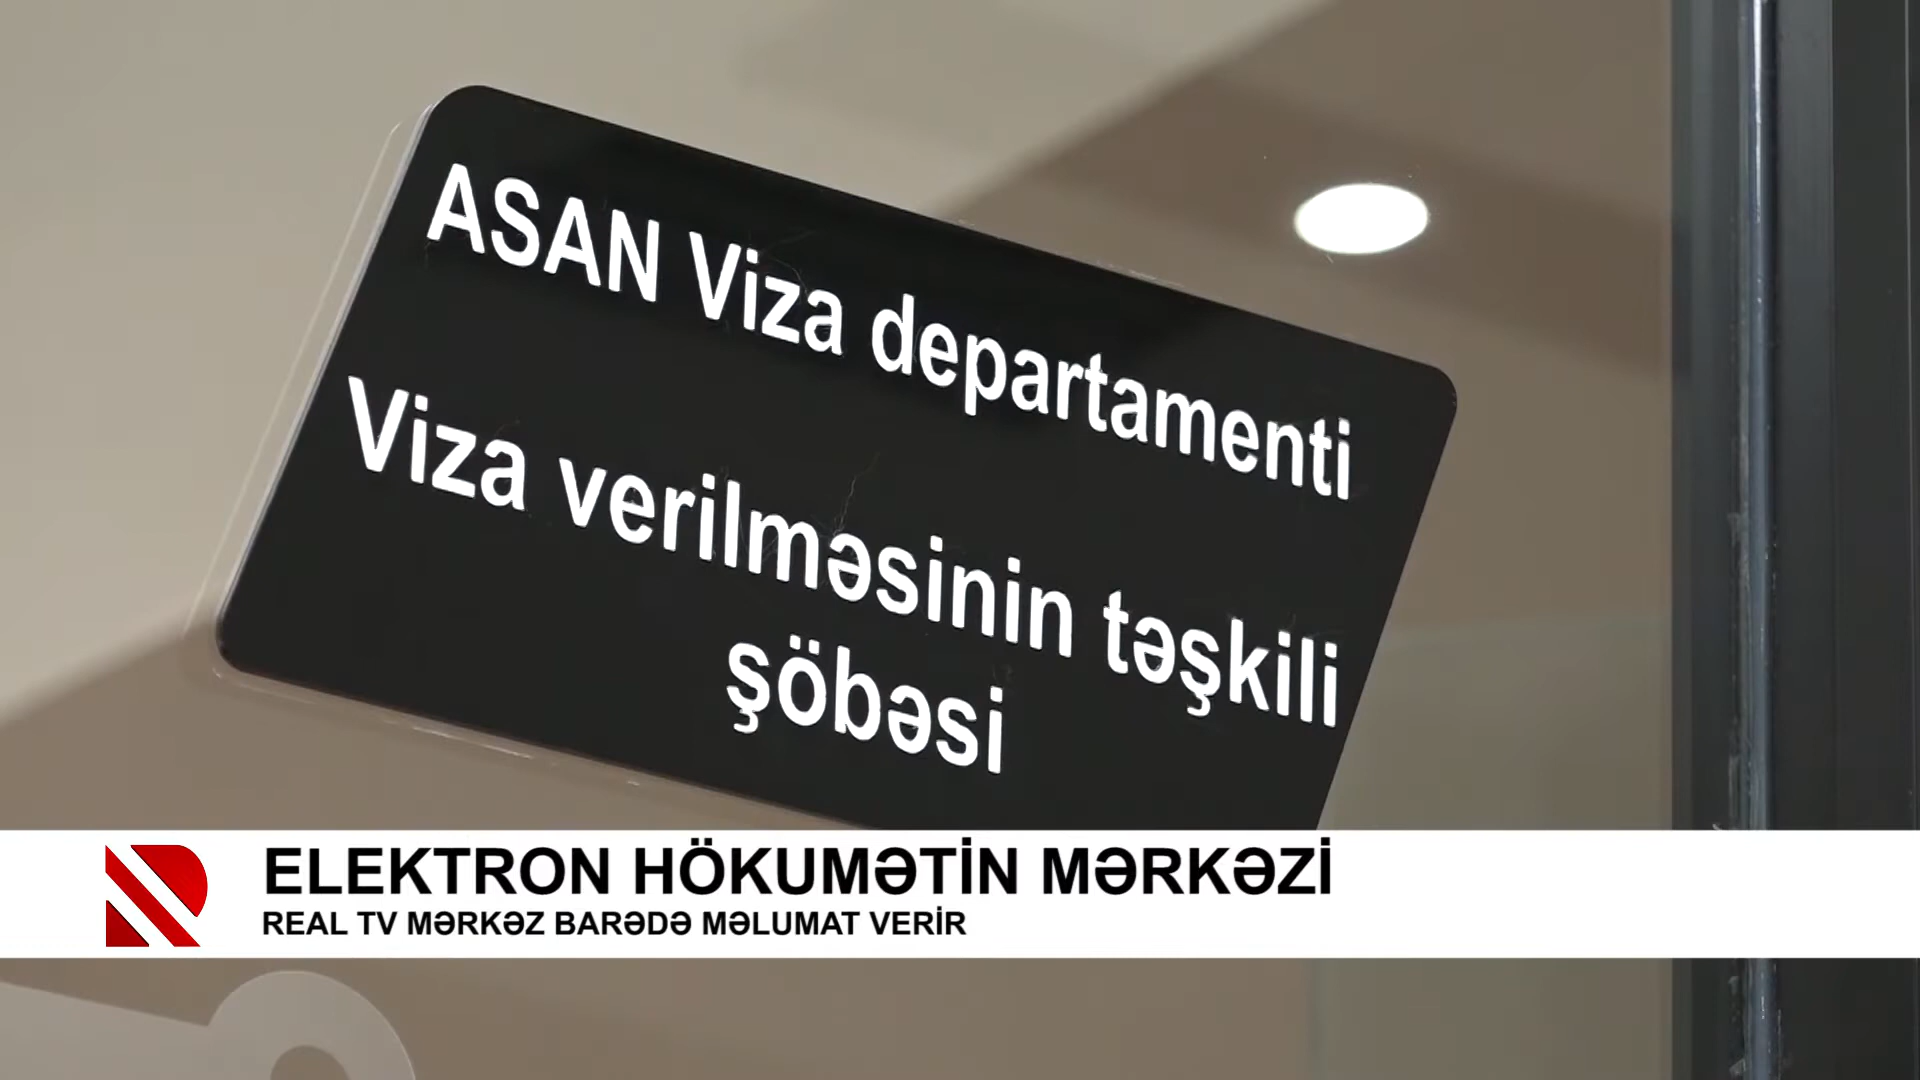 ASAN Viza departamenti
Viza verilməsinin təşkili
şöbəsi
ELEKTRON HÖKUMƏTİN MƏRKƏZİ
REAL TV MƏRKƏZ BARƏDƏ MƏLUMAT VERİR